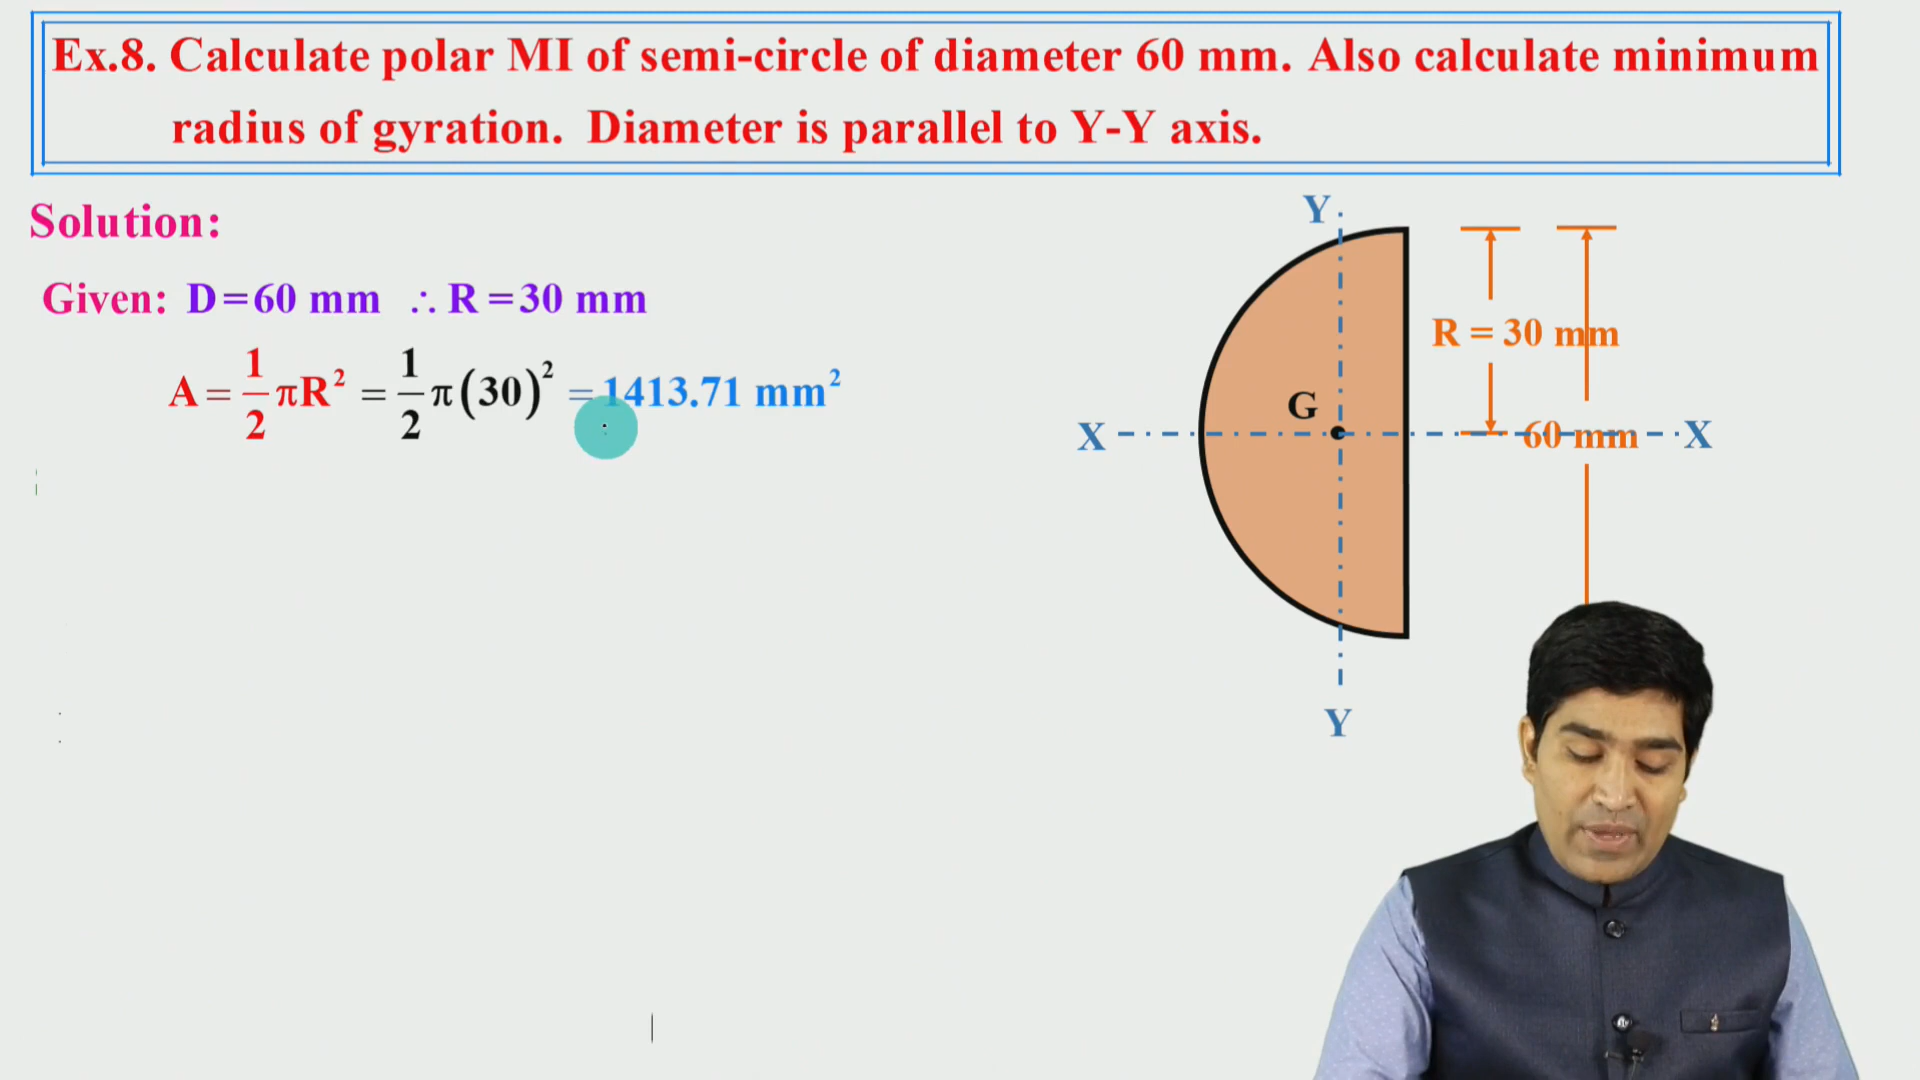 Ex.8. Calculate polar MI of semi-circle of diameter 60 mm. Also calculate minimum
radius of gyration. Diameter is parallel to Y-Y axis.
Solution:
Given: D=60 mm ∴ R=30 mm
A = 1/2 πR² = 1/2 π(30)² = 1413.71 mm²
Y
R = 30 mm
G
X
60 mm
X
Y